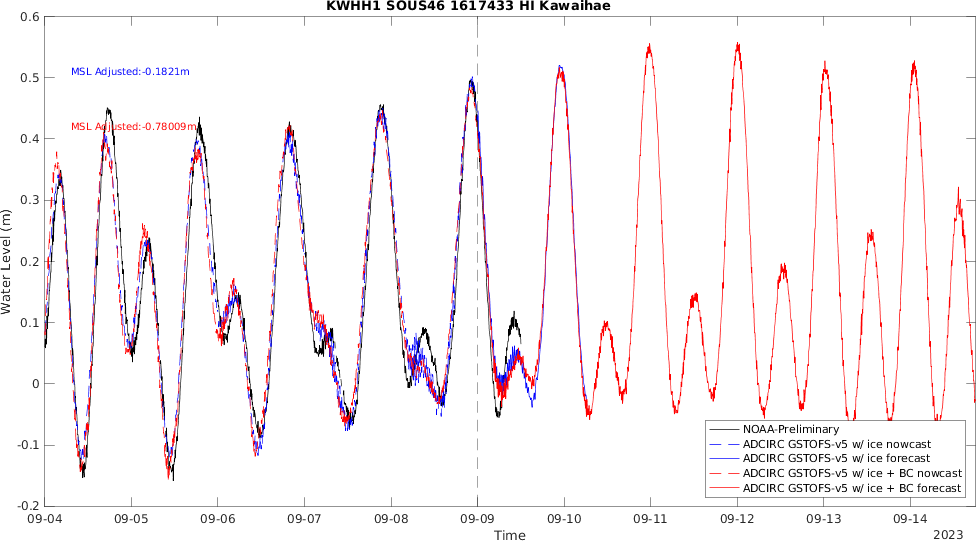 KWHH1 SOUS46 1617433 HI Kawaihae
0.6
0.5
0.4
0.3
0.2
0.1
0
-0.1
-0.2
Water Level (m)
MSL Adjusted:-0.1821m
MSL Adjusted:-0.78009m
NOAA-Preliminary
ADCIRC GSTOFS-v5 w/ ice nowcast
ADCIRC GSTOFS-v5 w/ ice forecast
ADCIRC GSTOFS-v5 w/ ice + BC nowcast
ADCIRC GSTOFS-v5 w/ ice + BC forecast
09-04 09-05 09-06 09-07 09-08 09-09 09-10 09-11 09-12 09-13 09-14
Time
2023